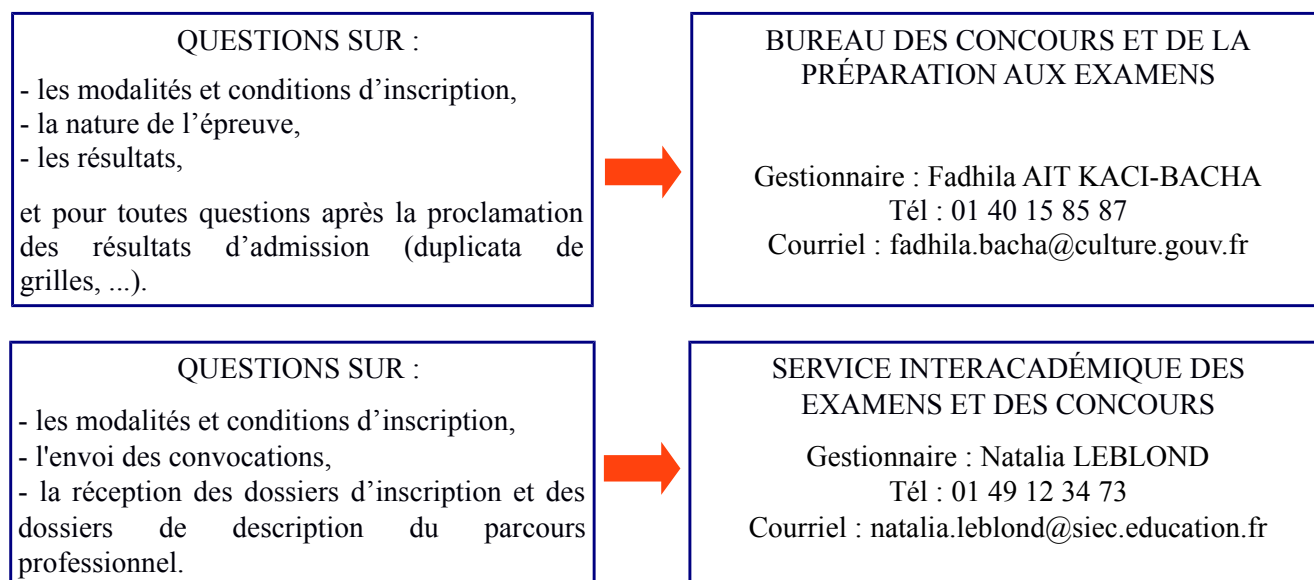 QUESTIONS SUR :
- les modalités et conditions d’inscription,
- la nature de l’épreuve,
- les résultats,
et pour toutes questions après la proclamation
des résultats d’admission (duplicata de
grilles, ...).
BUREAU DES CONCOURS ET DE LA
PRÉPARATION AUX EXAMENS
Gestionnaire : Fadhila AIT KACI-BACHA
Tél : 01 40 15 85 87
Courriel : fadhila.bacha@culture.gouv.fr
QUESTIONS SUR :
- les modalités et conditions d’inscription,
- l'envoi des convocations,
- la réception des dossiers d’inscription et des
dossiers de description du parcours
professionnel.
SERVICE INTERACADÉMIQUE DES
EXAMENS ET DES CONCOURS
Gestionnaire : Natalia LEBLOND
Tél : 01 49 12 34 73
Courriel : natalia.leblond@siec.education.fr